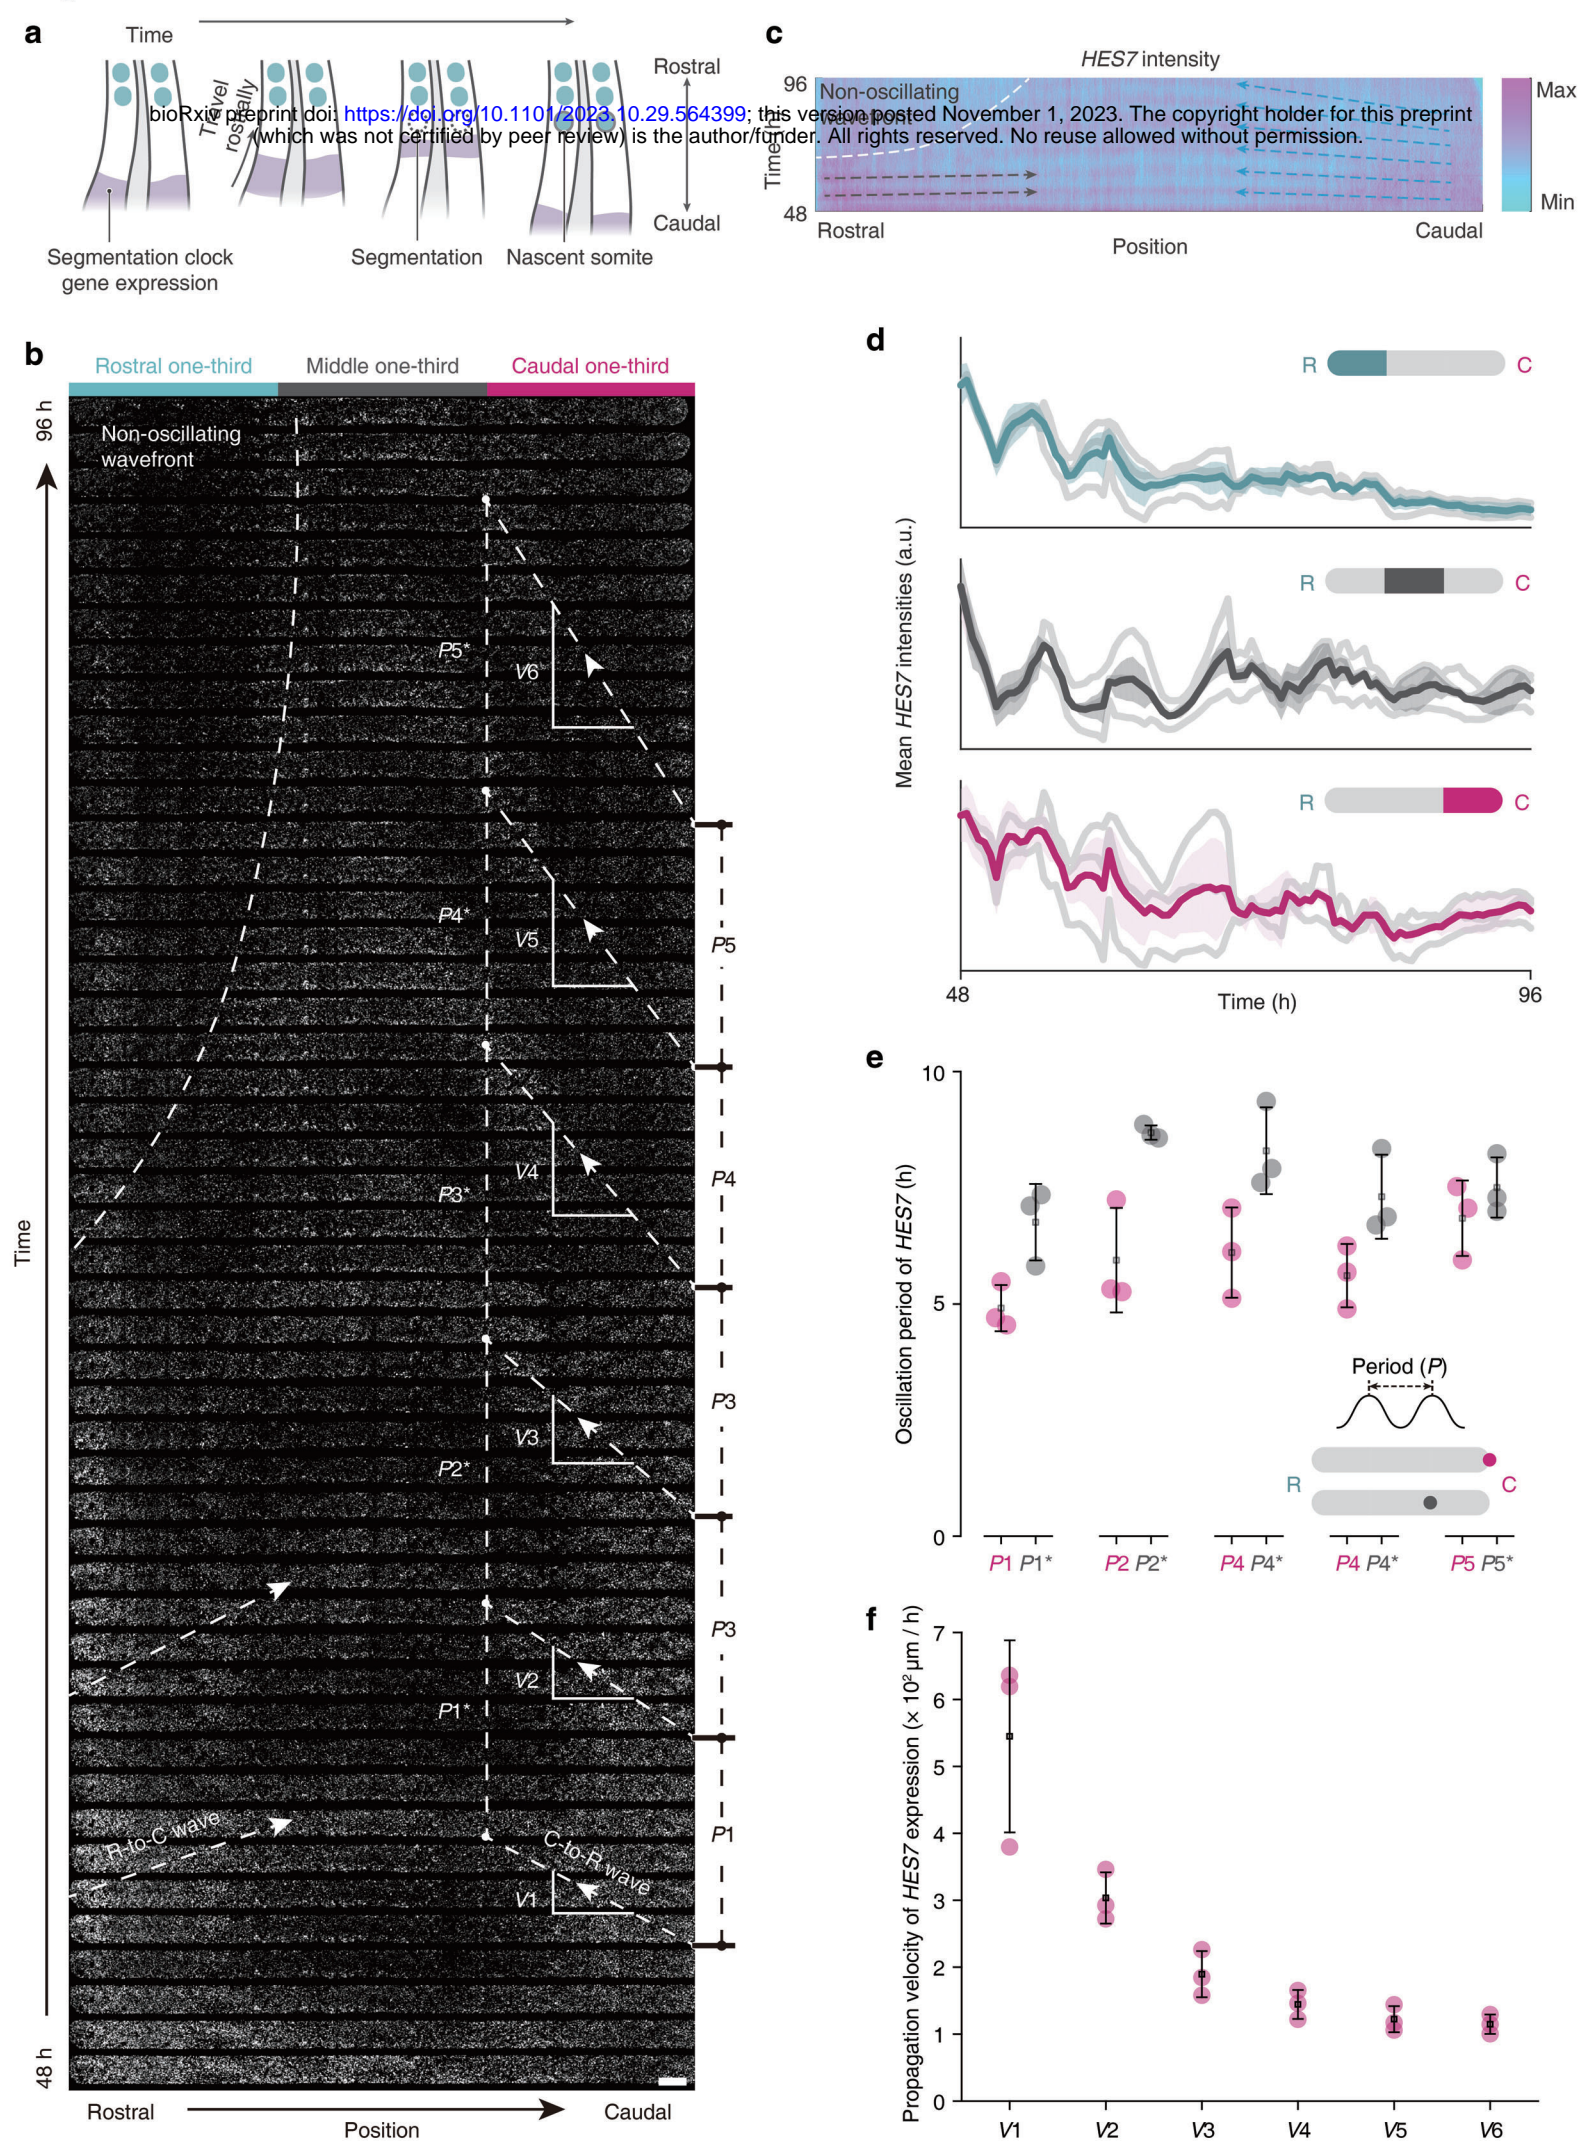 a
Time
Travel
rostrally
Rostral
Caudal
Segmentation clock
gene expression
Segmentation
Nascent somite
bioRxiv preprint doi: https://doi.org/10.1101/2023.10.29.564399; this version posted November 1, 2023. The copyright holder for this preprint
(which was not certified by peer review) is the author/funder. All rights reserved. No reuse allowed without permission.
c
HES7 intensity
96
Time (h)
48
Non-oscillating
wavefront
Rostral
Position
Caudal
Max
Min
b
Rostral one-third
Middle one-third
Caudal one-third
96 h
Time
48 h
Non-oscillating
wavefront
P5*
V6
P4*
V5
P5
V4
P3*
P4
V3
P2*
P3
V2
P1*
P3
R-to-C wave
C-to-R wave
V1
P1
Rostral
Position
Caudal
d
Mean HES7 intensities (a.u.)
R
C
R
C
R
C
48
Time (h)
96
e
Oscillation period of HES7 (h)
10
5
0
Period (P)
R
C
P1 P1*
P2 P2*
P4 P4*
P4 P4*
P5 P5*
f
Propagation velocity of HES7 expression (× 10² µm / h)
7
6
5
4
3
2
1
0
V1
V2
V3
V4
V5
V6